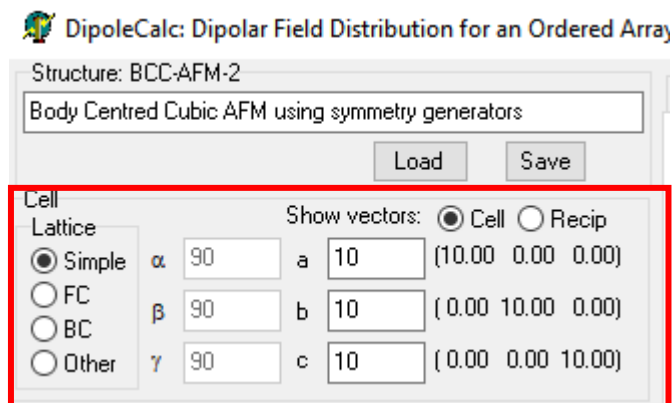 DipoleCalc: Dipolar Field Distribution for an Ordered Array
Structure: BCC-AFM-2
Body Centred Cubic AFM using symmetry generators
Load Save
Cell
Lattice Show vectors: Cell Recip
Simple α 90 a 10 (10.00 0.00 0.00)
FC
β 90 b 10 ( 0.00 10.00 0.00)
BC
Other γ 90 c 10 ( 0.00 0.00 10.00)